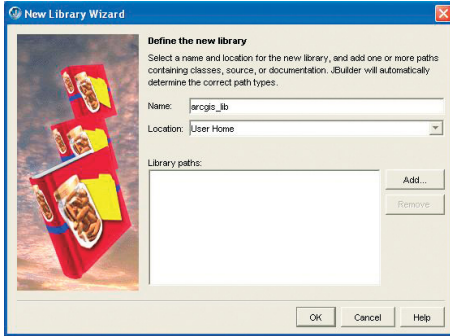 New Library Wizard
Define the new library
Select a name and location for the new library, and add one or more paths
containing classes, source, or documentation. JBuilder will automatically
determine the correct path types.
Name: arcgis_lib
Location: User Home
Library paths:
Add...
Remove
OK Cancel Help